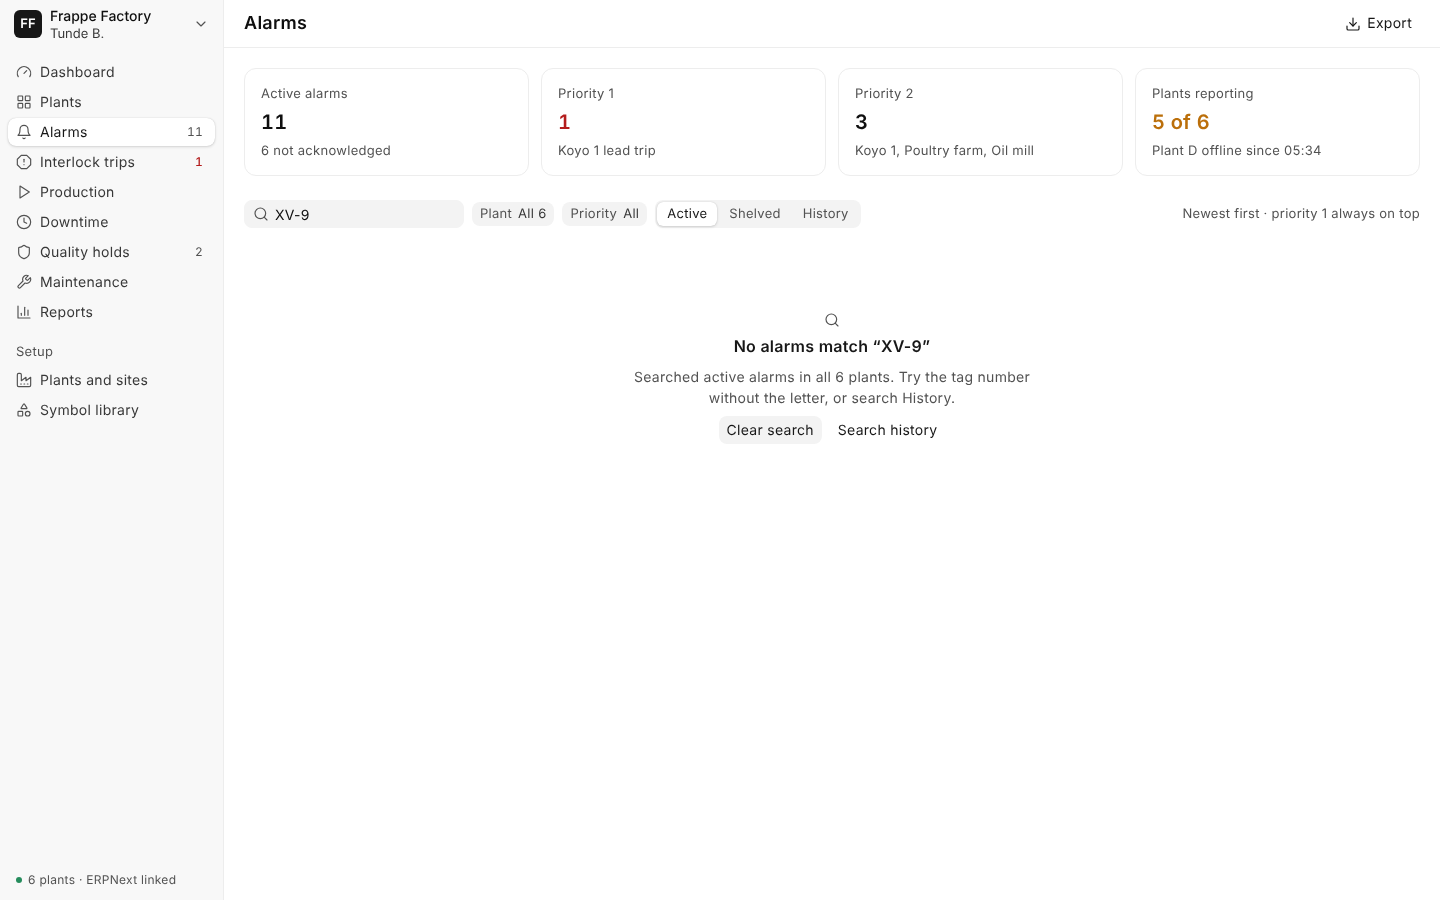 FF
Frappe Factory
Tunde B.
Dashboard
Plants
Alarms 11
Interlock trips 1
Production
Downtime
Quality holds 2
Maintenance
Reports
Setup
Plants and sites
Symbol library
6 plants · ERPNext linked
Alarms
Export
Active alarms
11
6 not acknowledged
Priority 1
1
Koyo 1 lead trip
Priority 2
3
Koyo 1, Poultry farm, Oil mill
Plants reporting
5 of 6
Plant D offline since 05:34
XV-9
Plant All 6
Priority All
Active
Shelved
History
Newest first · priority 1 always on top
No alarms match “XV-9”
Searched active alarms in all 6 plants. Try the tag number
without the letter, or search History.
Clear search
Search history